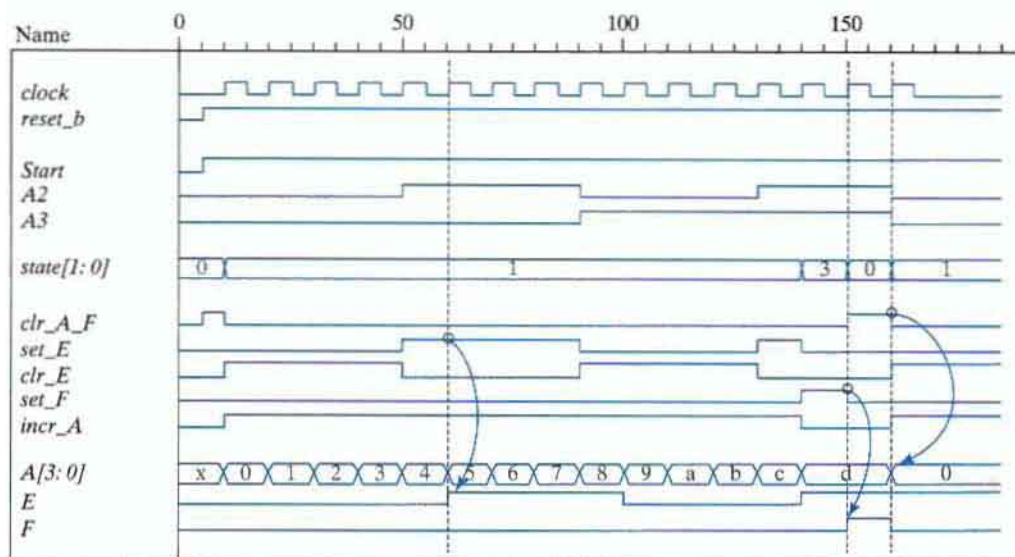 0 50 100 150
Name
clock
reset_b
Start
A2
A3
state[1: 0] 0 1 3 0 1
clr_A_F
set_E
clr_E
set_F
incr_A
A[3: 0] x 0 1 2 3 4 5 6 7 8 9 a b c d 0
E
F